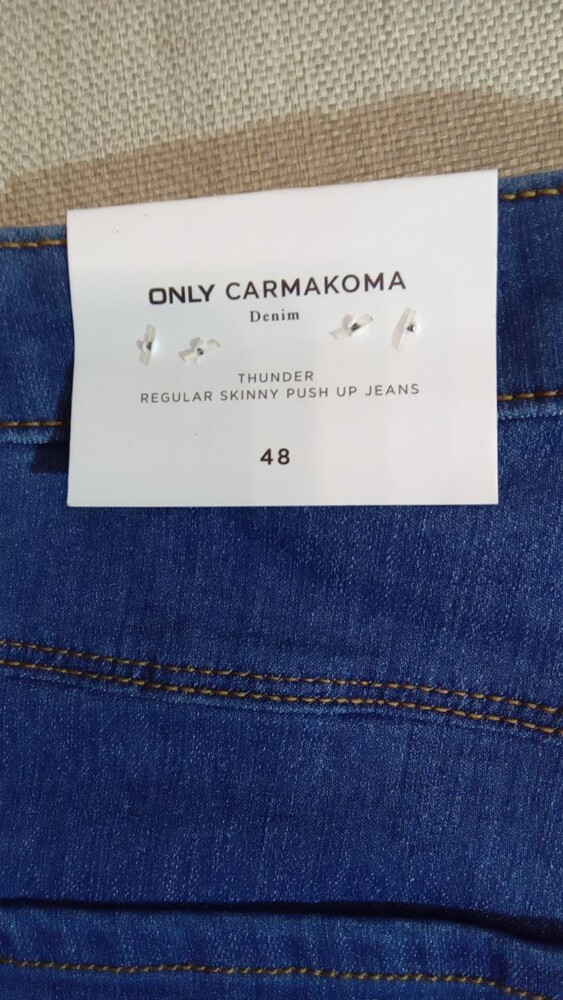 ONLY CARMAKOMA
Denim
THUNDER
REGULAR SKINNY PUSH UP JEANS
48